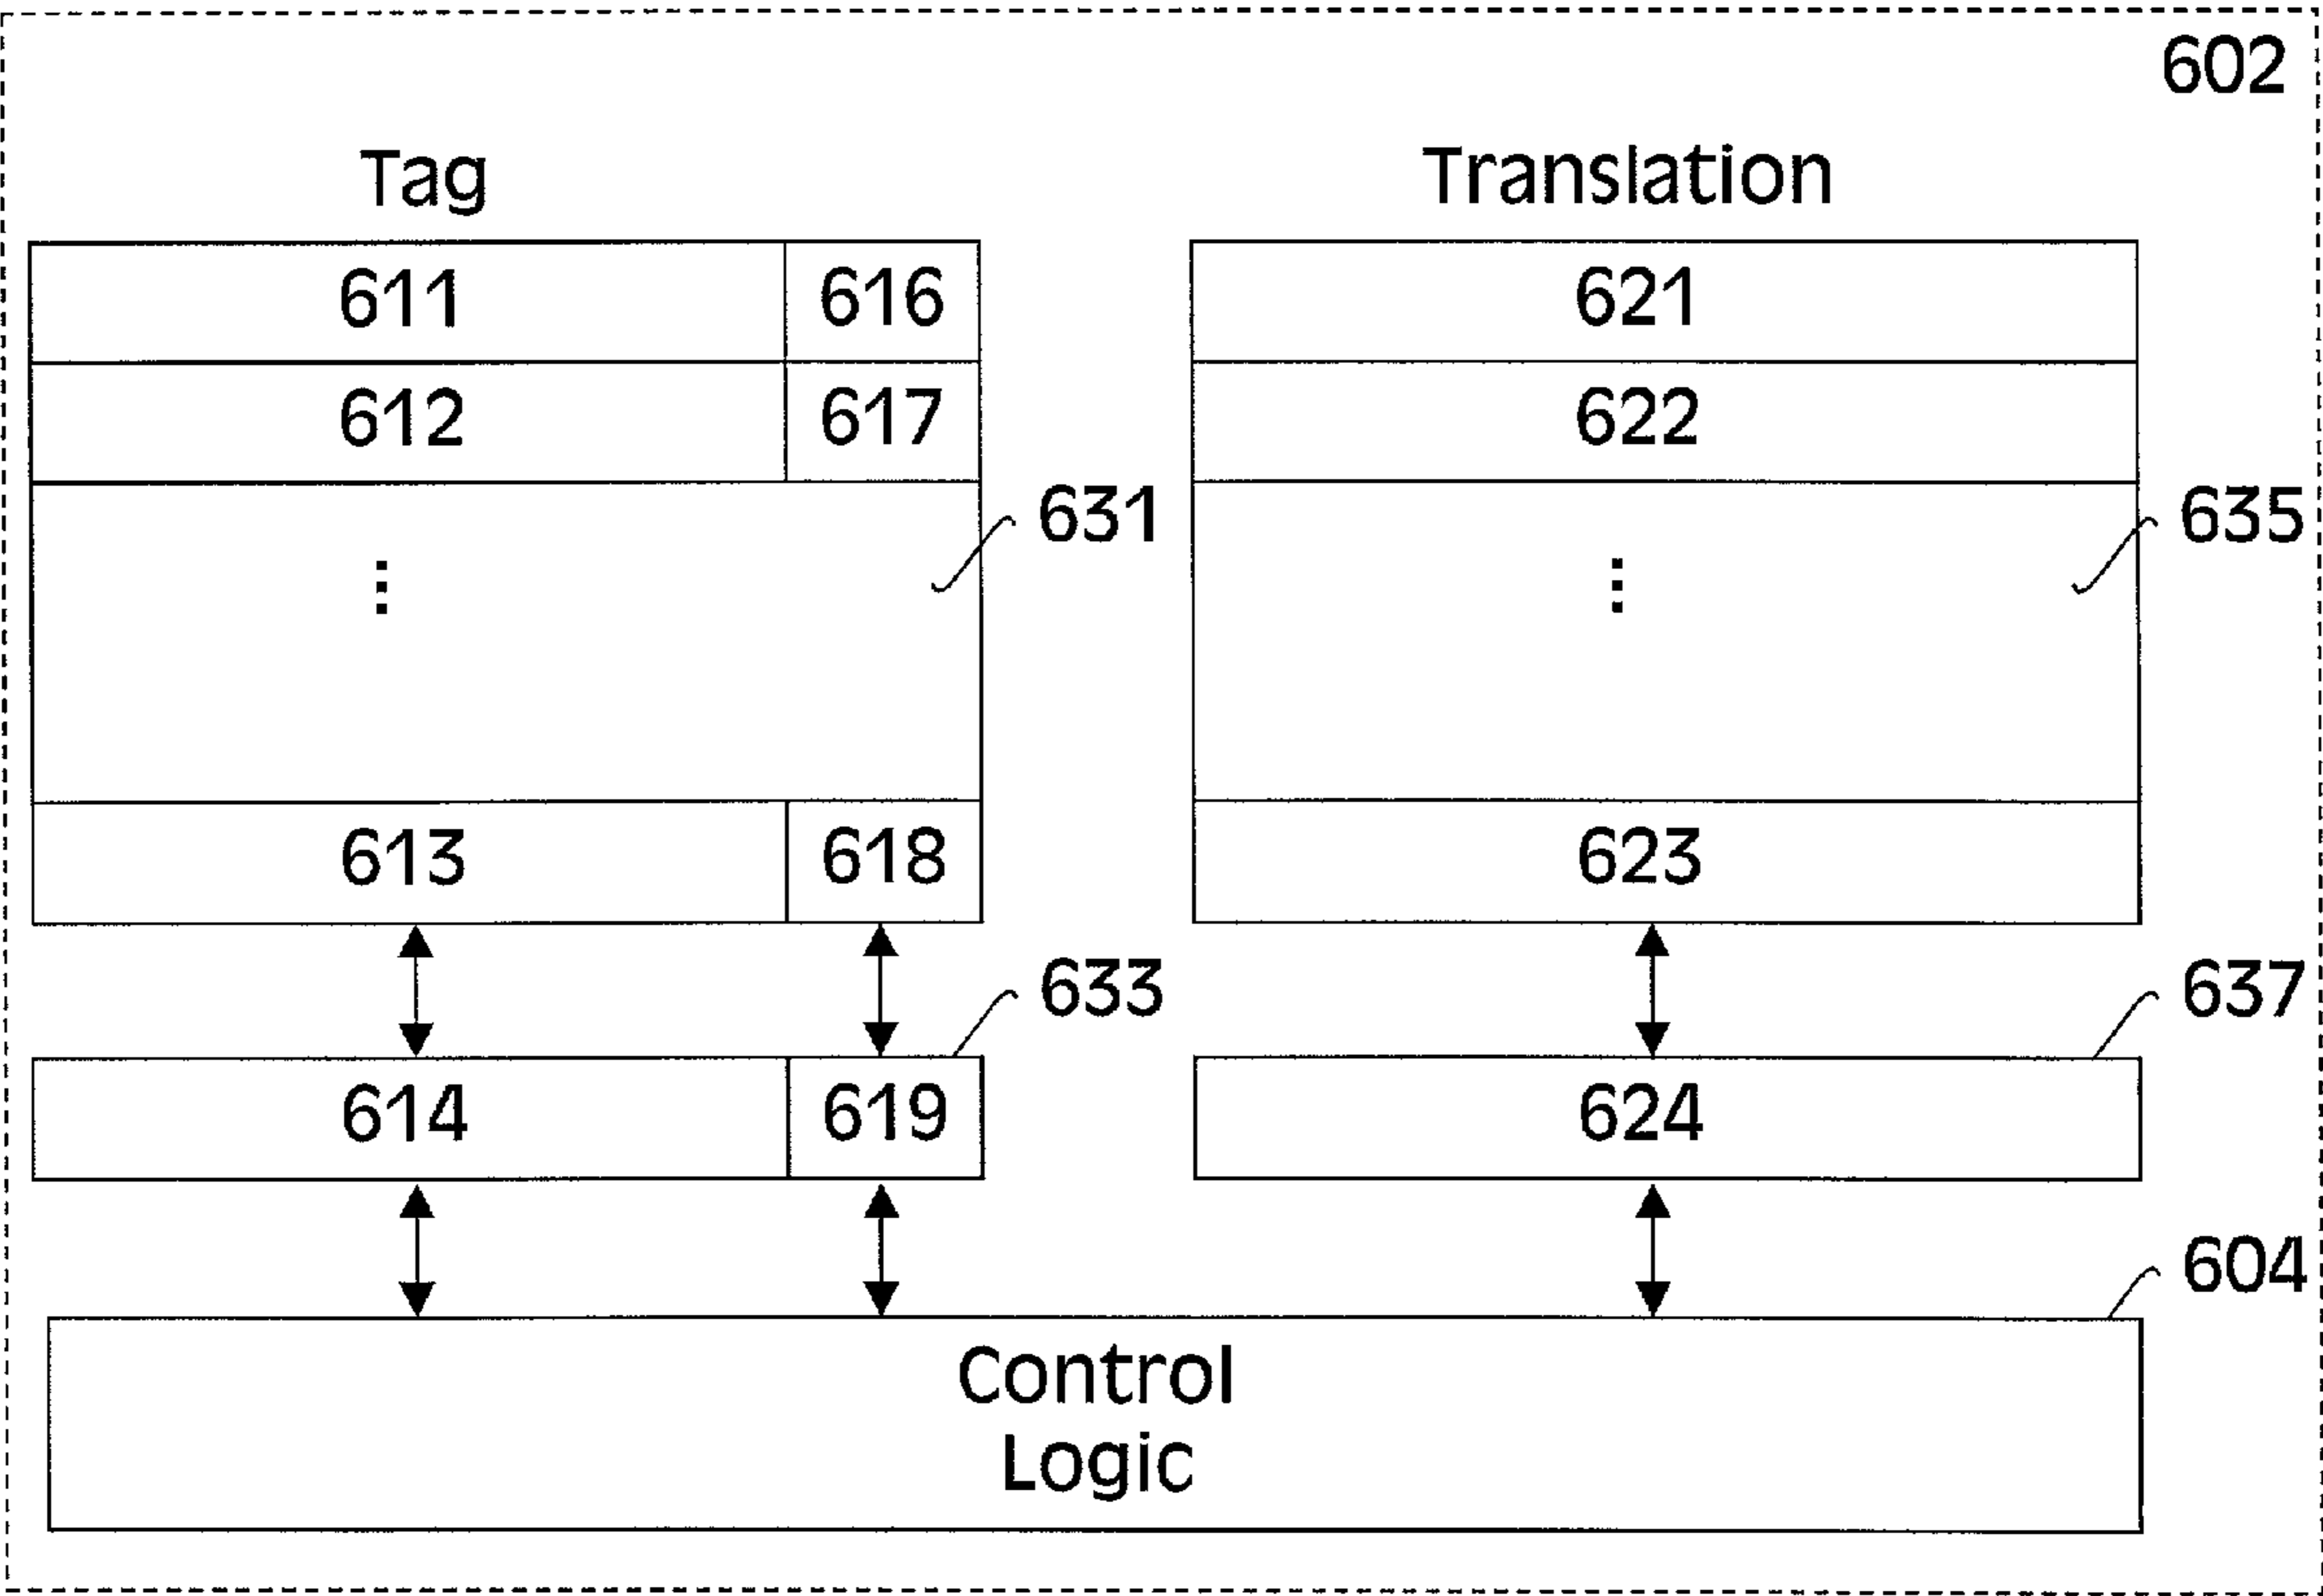 602
Tag Translation
611 616 621
612 617 622
631 635
⋮ ⋮
613 618 623
633 637
614 619 624
604
Control
Logic